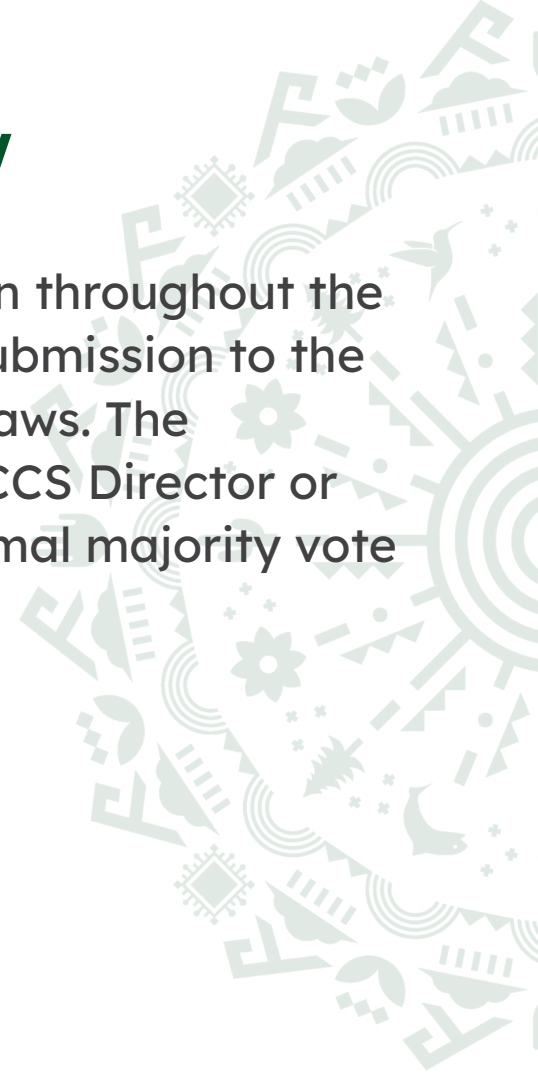 y
n throughout the
ubmission to the
aws. The
CCS Director or
mal majority vote